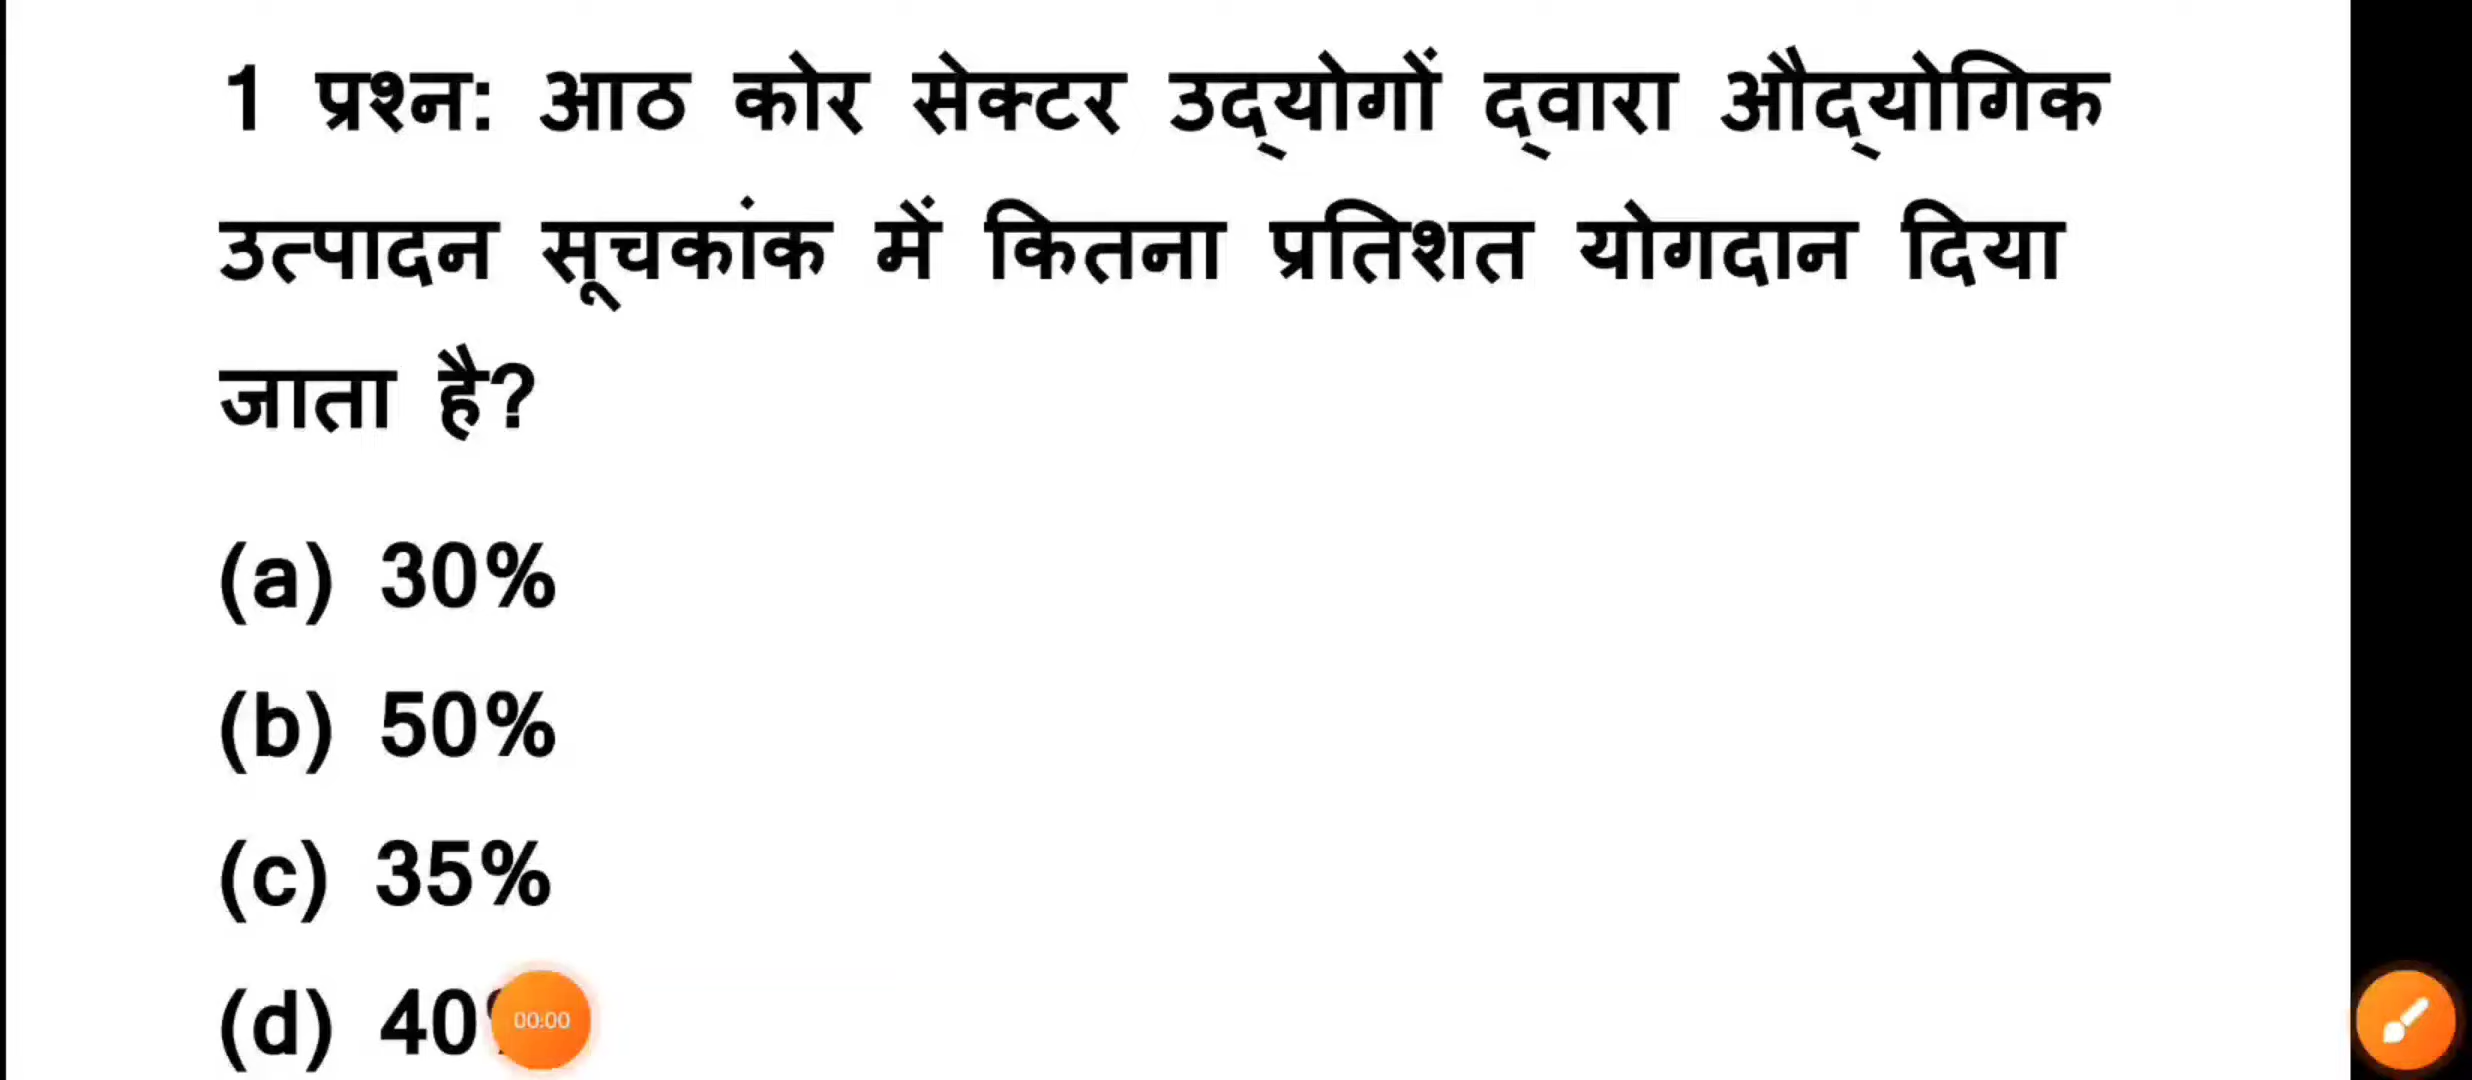 1 प्रश्न: आठ कोर सेक्टर उद्योगों द्वारा औद्योगिक
उत्पादन सूचकांक में कितना प्रतिशत योगदान दिया
जाता है?
(a) 30%
(b) 50%
(c) 35%
(d) 40
00:00